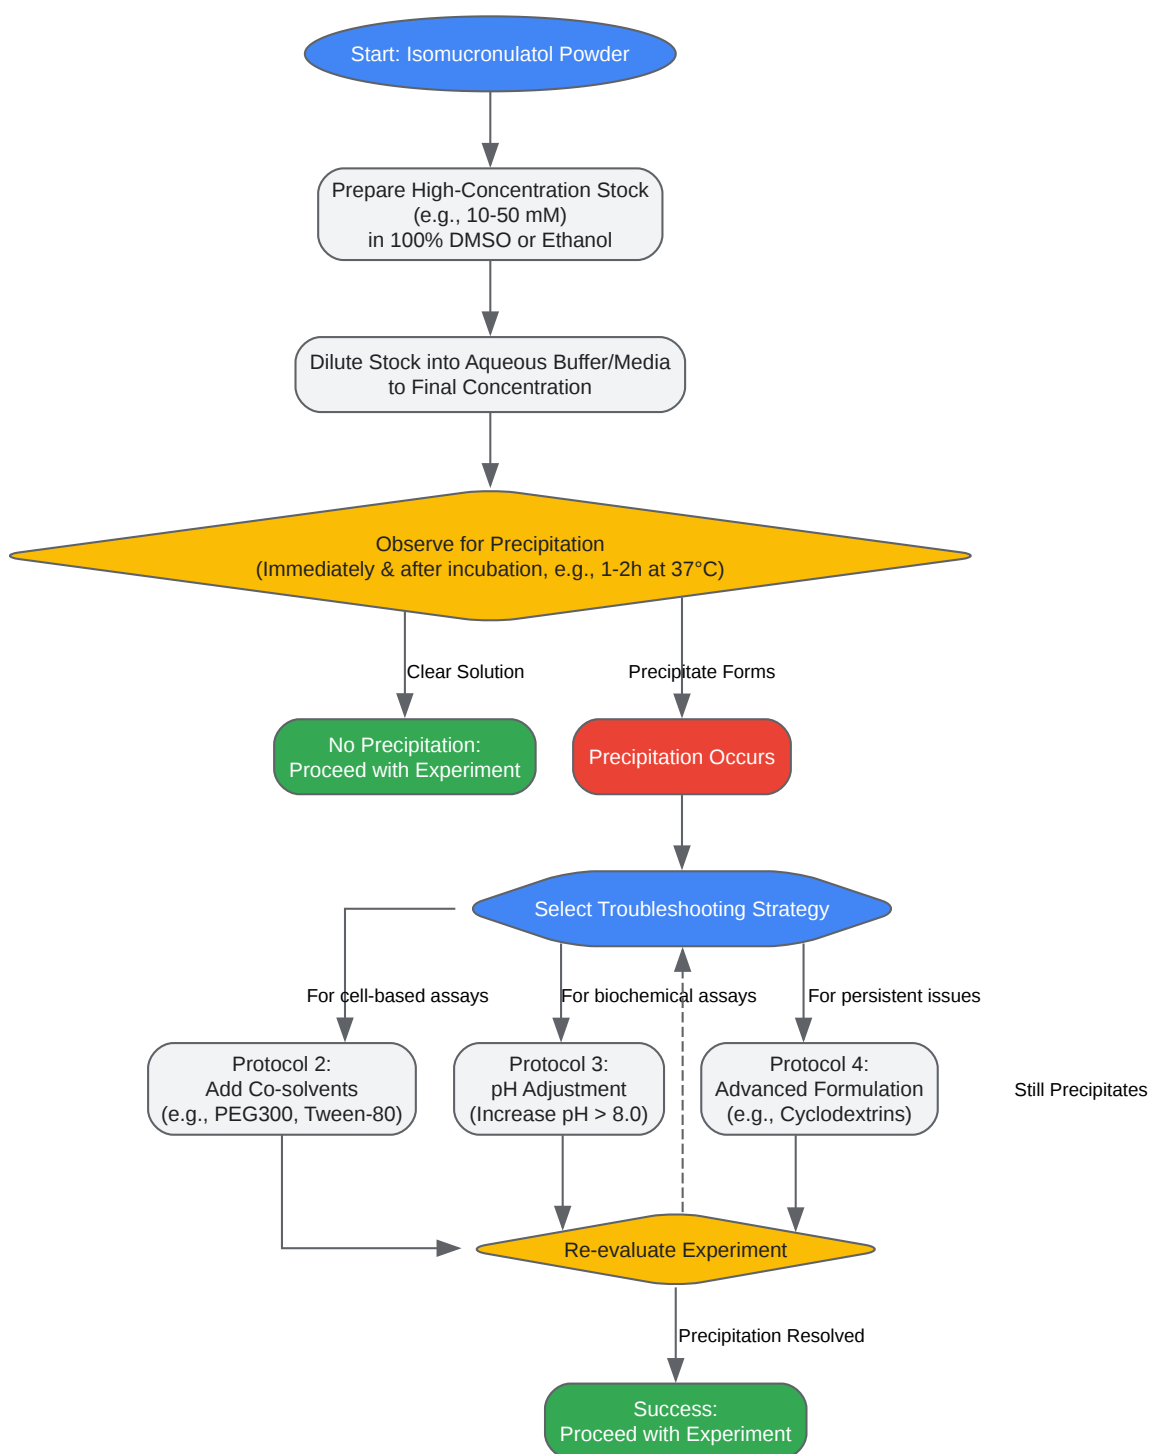 Start: Isomucronulatol Powder
Prepare High-Concentration Stock
(e.g., 10-50 mM)
in 100% DMSO or Ethanol
Dilute Stock into Aqueous Buffer/Media
to Final Concentration
Observe for Precipitation
(Immediately & after incubation, e.g., 1-2h at 37°C)
Clear Solution
Precipitate Forms
No Precipitation:
Proceed with Experiment
Precipitation Occurs
Select Troubleshooting Strategy
For cell-based assays
For biochemical assays
For persistent issues
Protocol 2:
Add Co-solvents
(e.g., PEG300, Tween-80)
Protocol 3:
pH Adjustment
(Increase pH > 8.0)
Protocol 4:
Advanced Formulation
(e.g., Cyclodextrins)
Still Precipitates
Re-evaluate Experiment
Precipitation Resolved
Success:
Proceed with Experiment